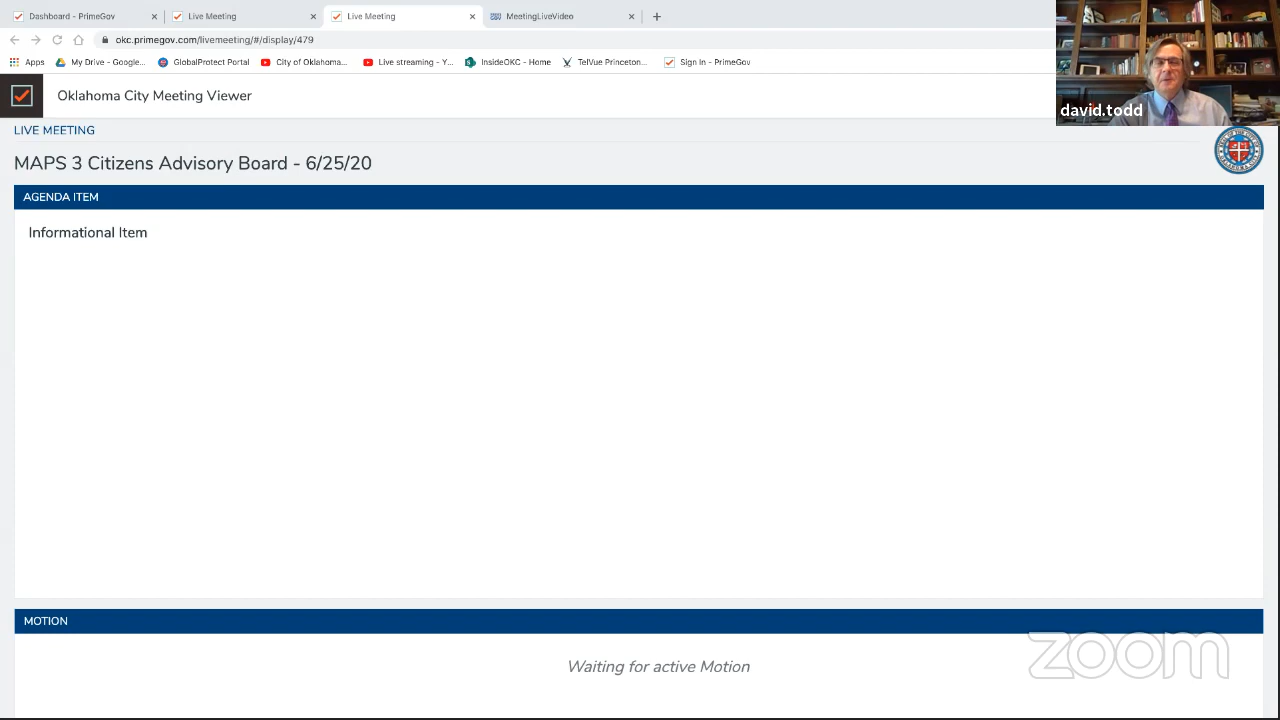 Dashboard - PrimeGov
Live Meeting
Live Meeting
MeetingLiveVideo
okc.primegov.com/livemeeting/#/display/479
Apps
My Drive - Google...
GlobalProtect Portal
City of Oklahoma...
Live streaming - Y...
InsideOKC - Home
TelVue Princeton...
Sign In - PrimeGov
Oklahoma City Meeting Viewer
david.todd
LIVE MEETING
MAPS 3 Citizens Advisory Board - 6/25/20
AGENDA ITEM
Informational Item
MOTION
Waiting for active Motion
zoom